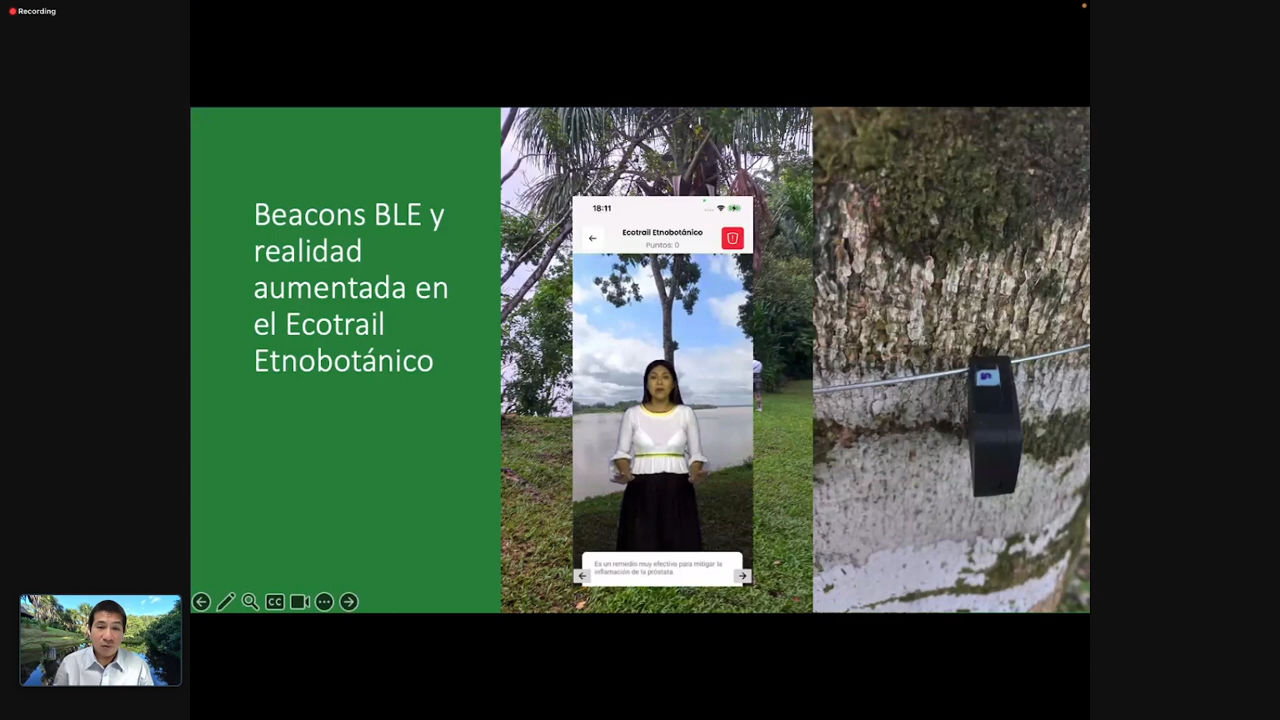 Recording
Beacons BLE y
realidad
aumentada en
el Ecotrail
Etnobotánico
18:11
Ecotrail Etnobotánico
Puntos: 0
Es un remedio muy efectivo para mitigar la
inflamación de la próstata.
CC